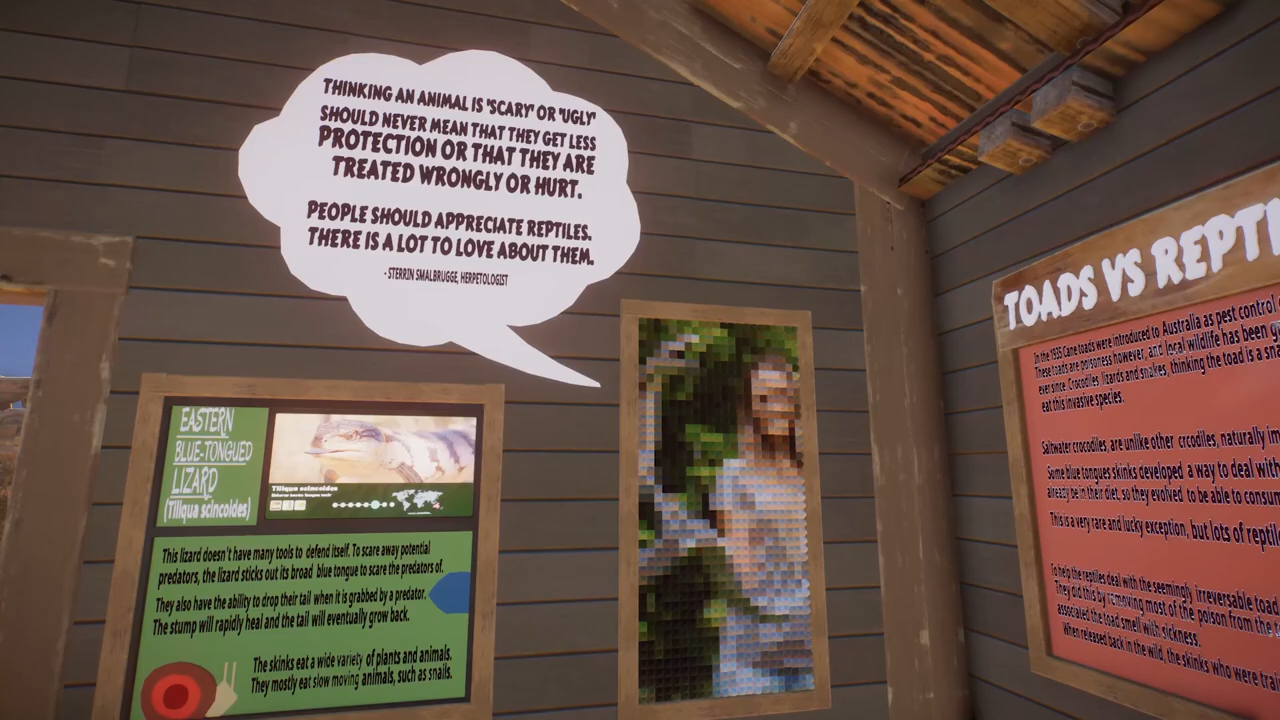 THINKING AN ANIMAL IS "SCARY" OR "UGLY"
SHOULD NEVER MEAN THAT THEY GET LESS
PROTECTION OR THAT THEY ARE
TREATED WRONGLY OR HURT.
PEOPLE SHOULD APPRECIATE REPTILES.
THERE IS A LOT TO LOVE ABOUT THEM.
- STERRIN SMALBRUGGE, HERPETOLOGIST
EASTERN
BLUE-TONGUED
LIZARD
(Tiliqua scincoides)
Tiliqua scincoides
This lizard doesn't have many tools to defend itself. To scare away potential
predators, the lizard sticks out its broad blue tongue to scare the predators of.
They also have the ability to drop their tail when it is grabbed by a predator.
The stump will rapidly heal and the tail will eventually grow back.
The skinks eat a wide variety of plants and animals.
They mostly eat slow moving animals, such as snails.
TOADS VS REPTI
In the 1935 Cane toads were introduced to Australia as pest control
These toads are poisoness however, and local wildlife has been
ever since. Crocodiles, lizards and snakes, thinking the toad is a
eat this invasive species.
Saltwater crocodiles, are unlike other crcodiles, naturally
Some blue tongues skinks developed a way to deal with
already be in their diet, so they evolved to be able to
This is a very rare and lucky exception, but lots of
To help the reptiles deal with the seemingly irreversable toad
They did this by removing most of the poison from the
associated the toad smell with sickness.
When released back in the wild, the skinks who were